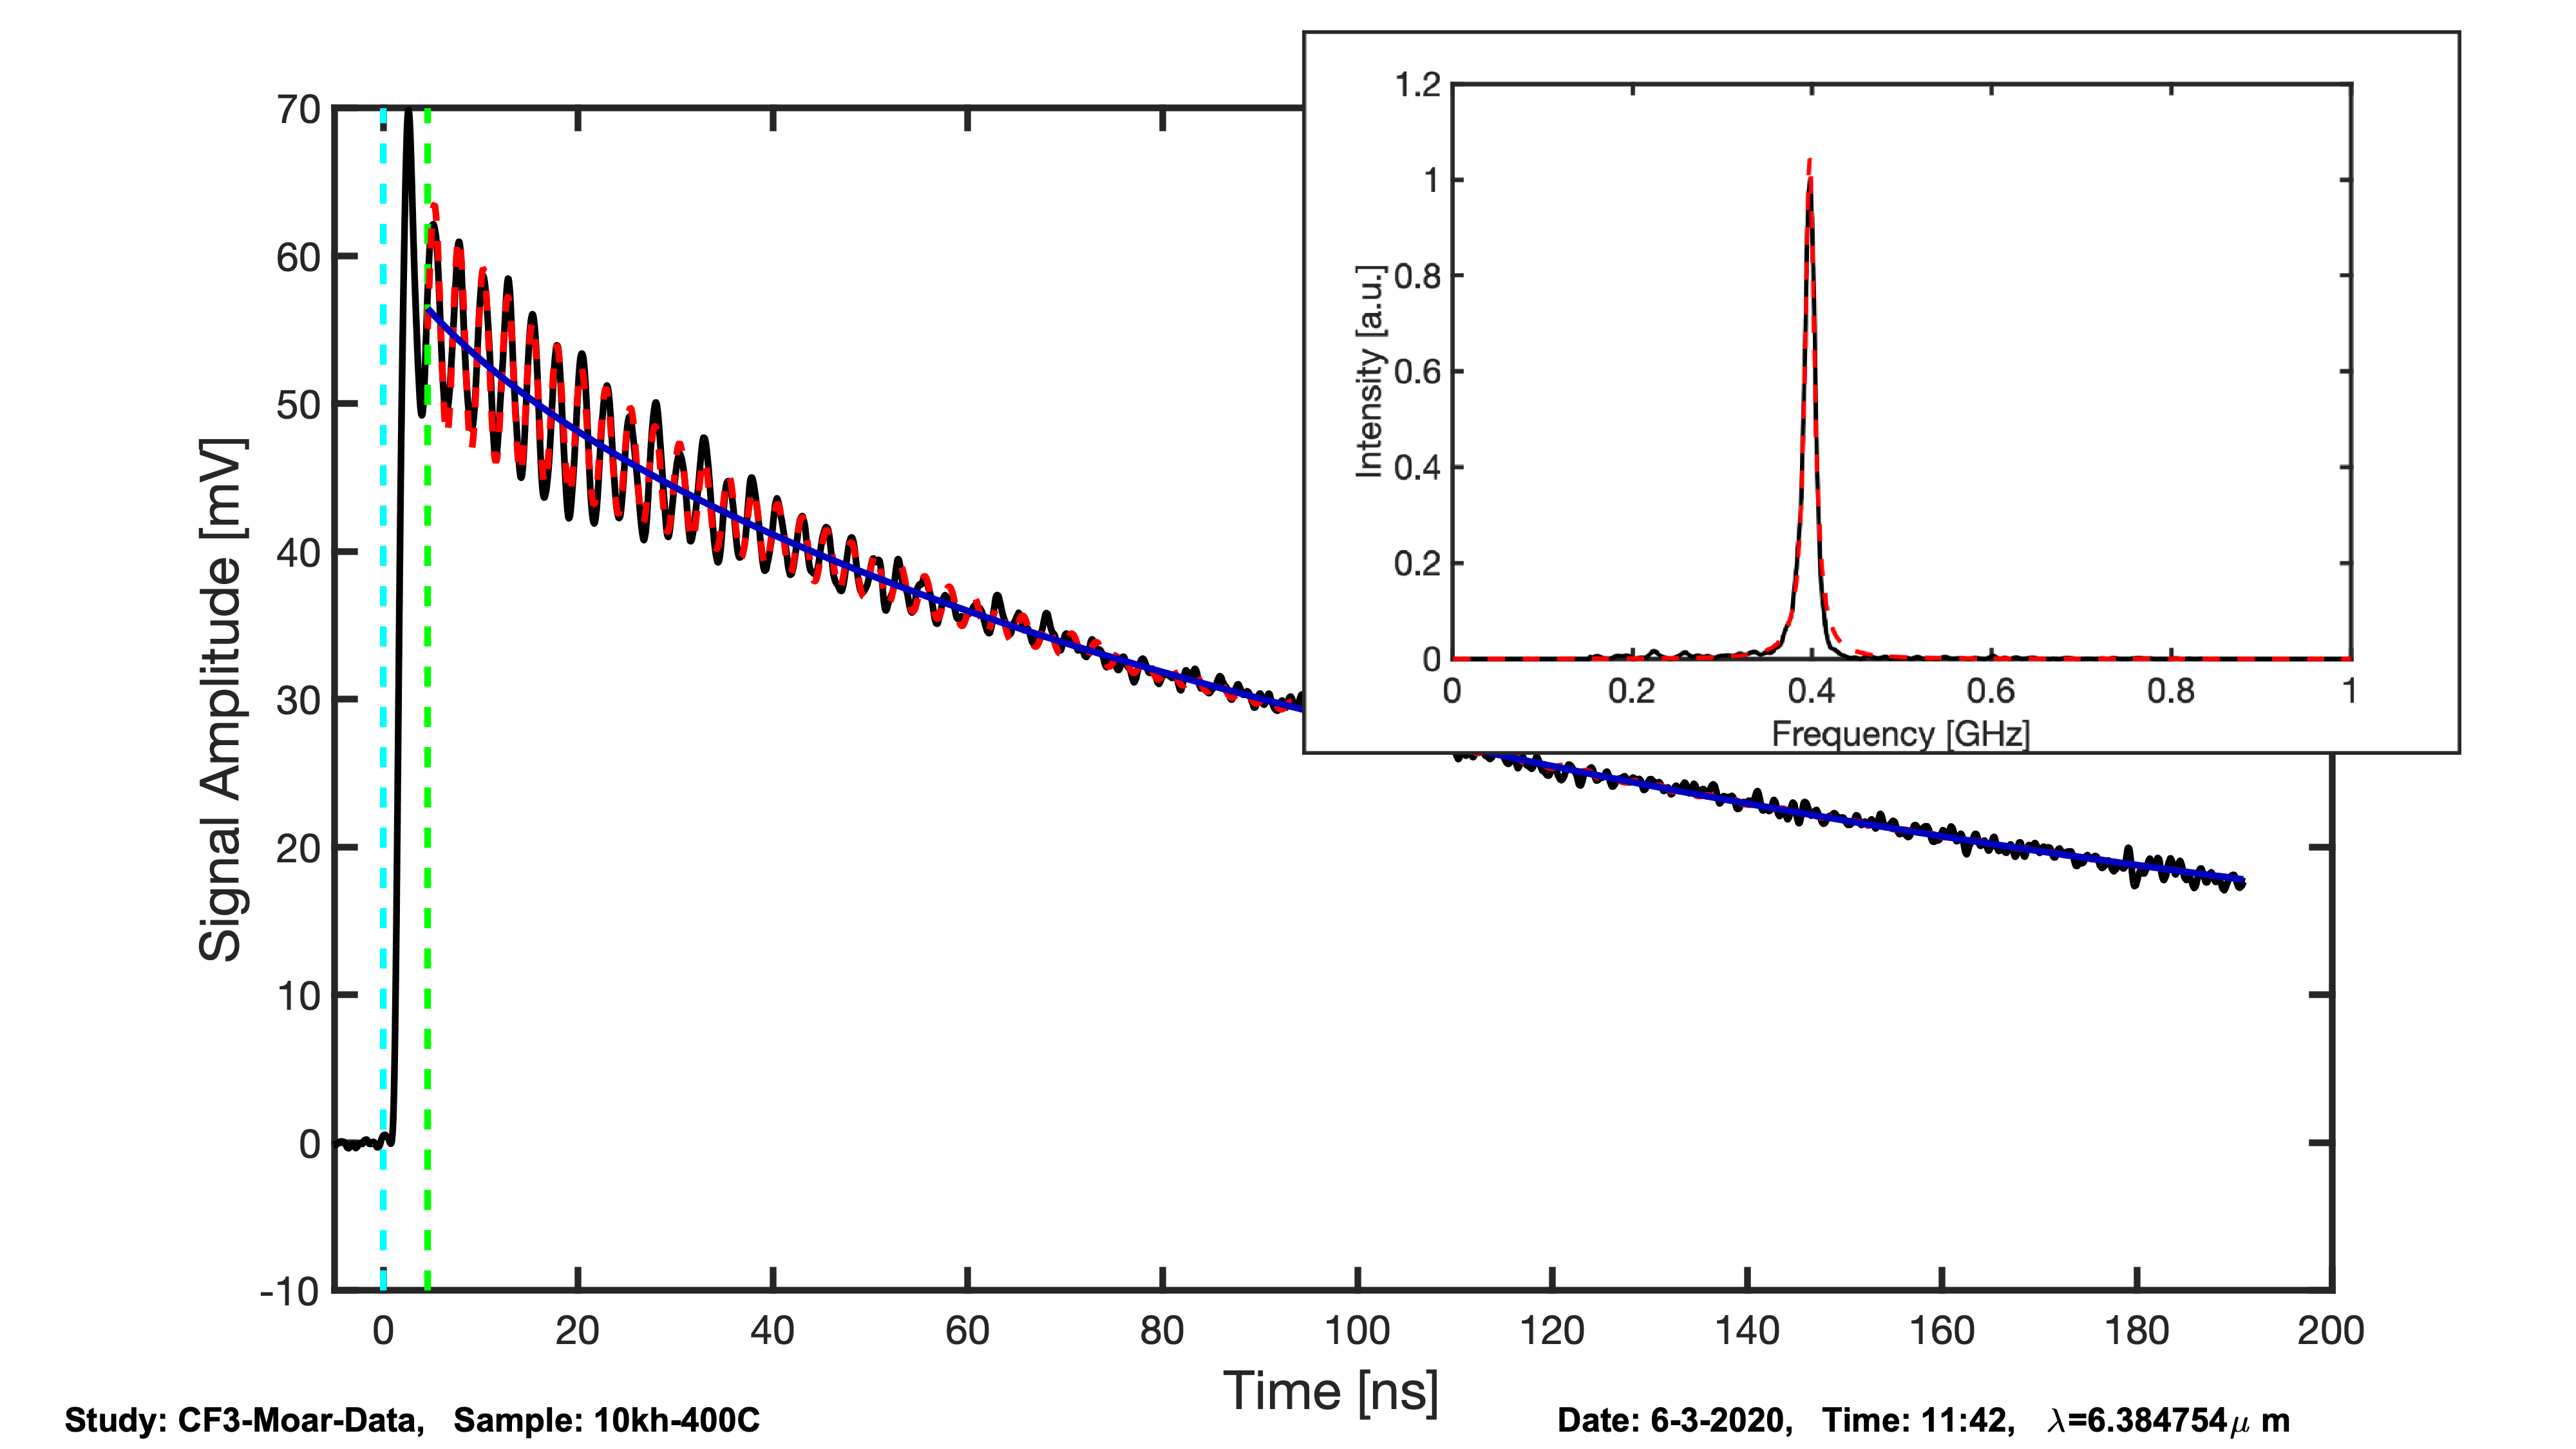 1.2
1
0.8
0.6
0.4
0.2
0
Intensity [a.u.]
0 0.2 0.4 0.6 0.8 1
Frequency [GHz]
70
60
50
40
30
20
10
0
-10
Signal Amplitude [mV]
0 20 40 60 80 100 120 140 160 180 200
Time [ns]
Study: CF3-Moar-Data, Sample: 10kh-400C
Date: 6-3-2020, Time: 11:42, λ=6.384754μ m